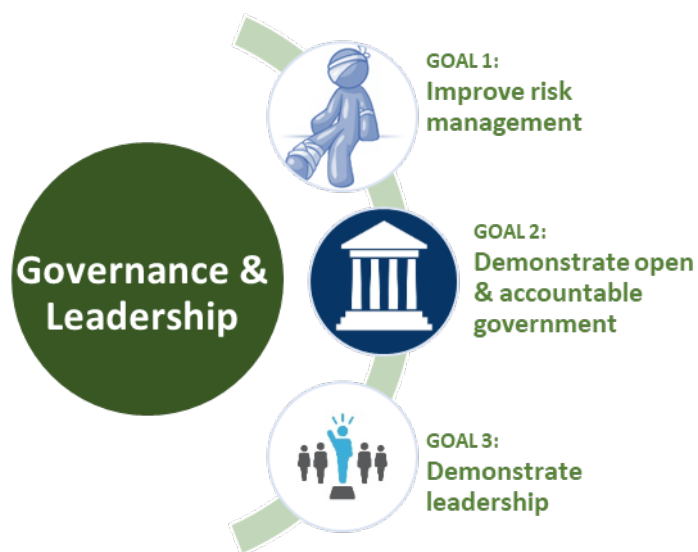 Governance &
Leadership
GOAL 1:
Improve risk
management
GOAL 2:
Demonstrate open
& accountable
government
GOAL 3:
Demonstrate
leadership